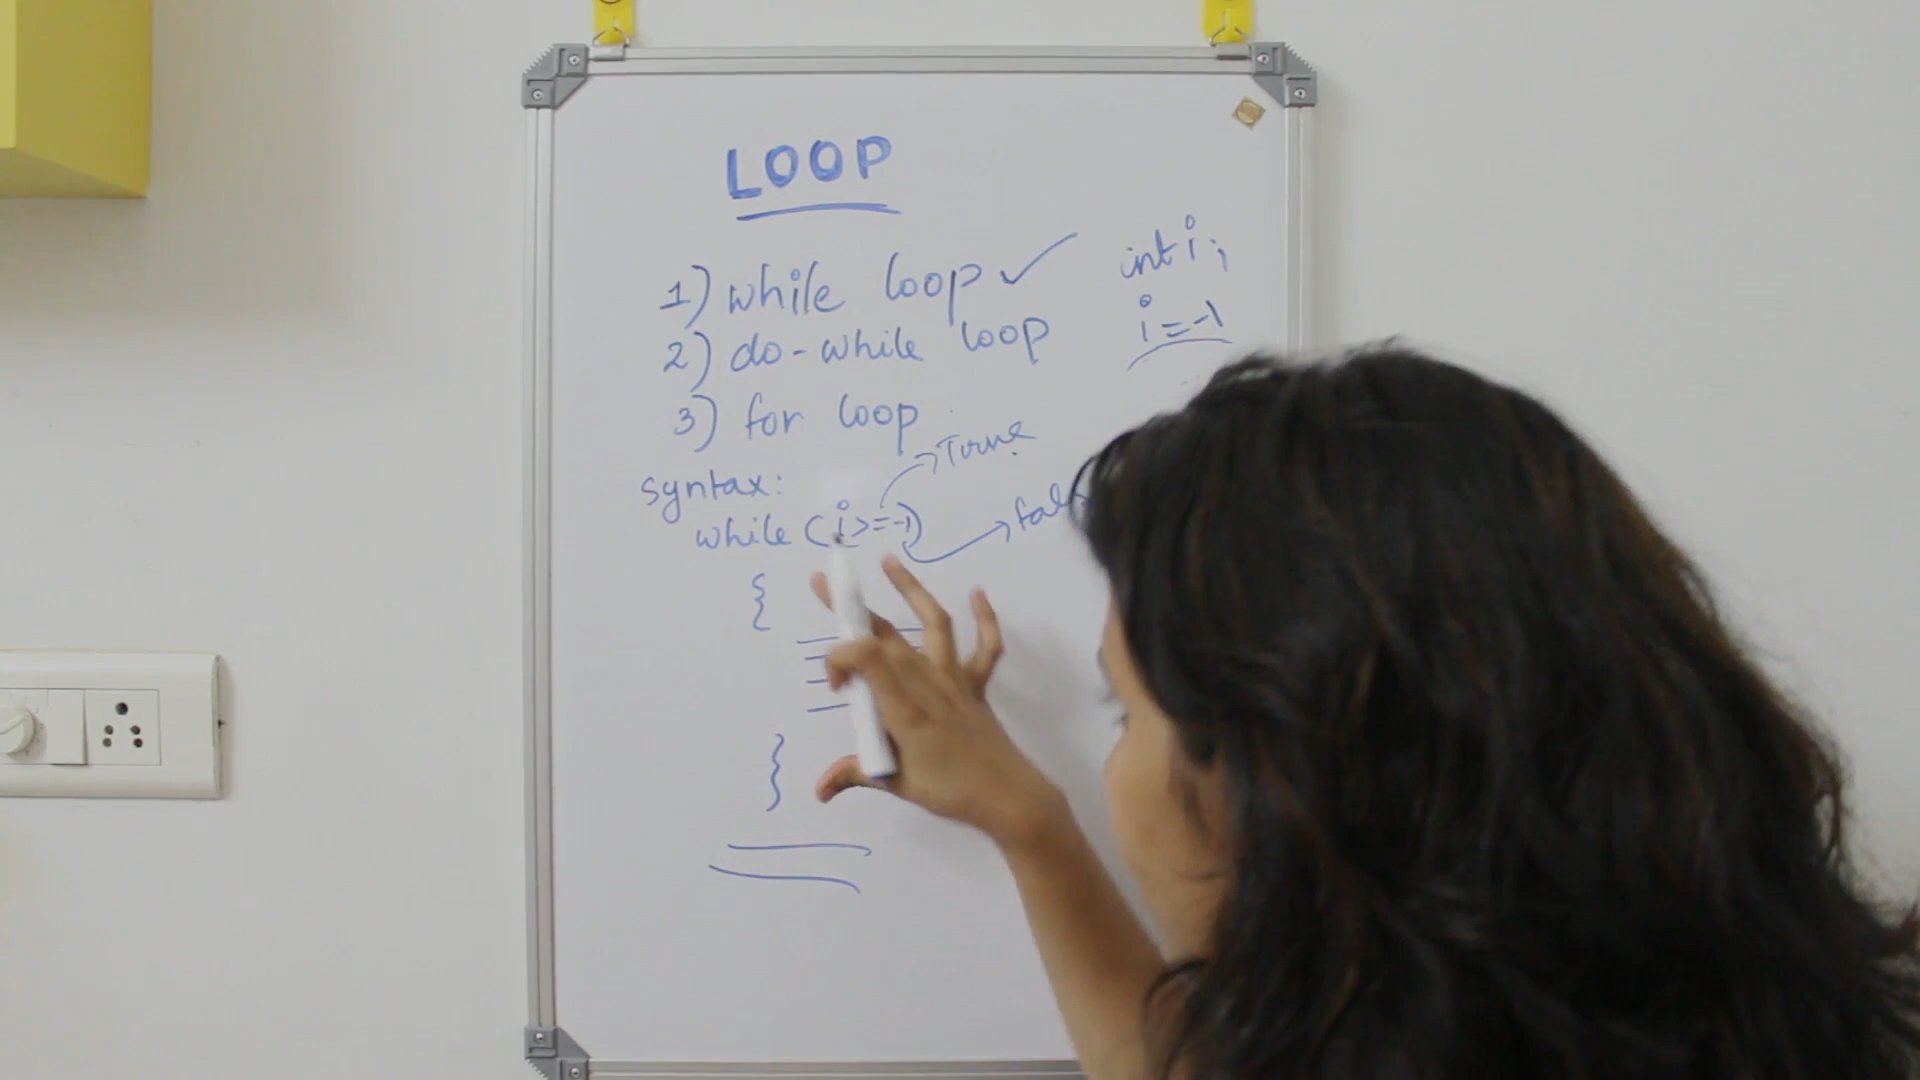 LOOP
1) while loop ✓
2) do-while loop
3) for loop
int i;
i=-1
syntax:
True
while (i>=-1)
{
}